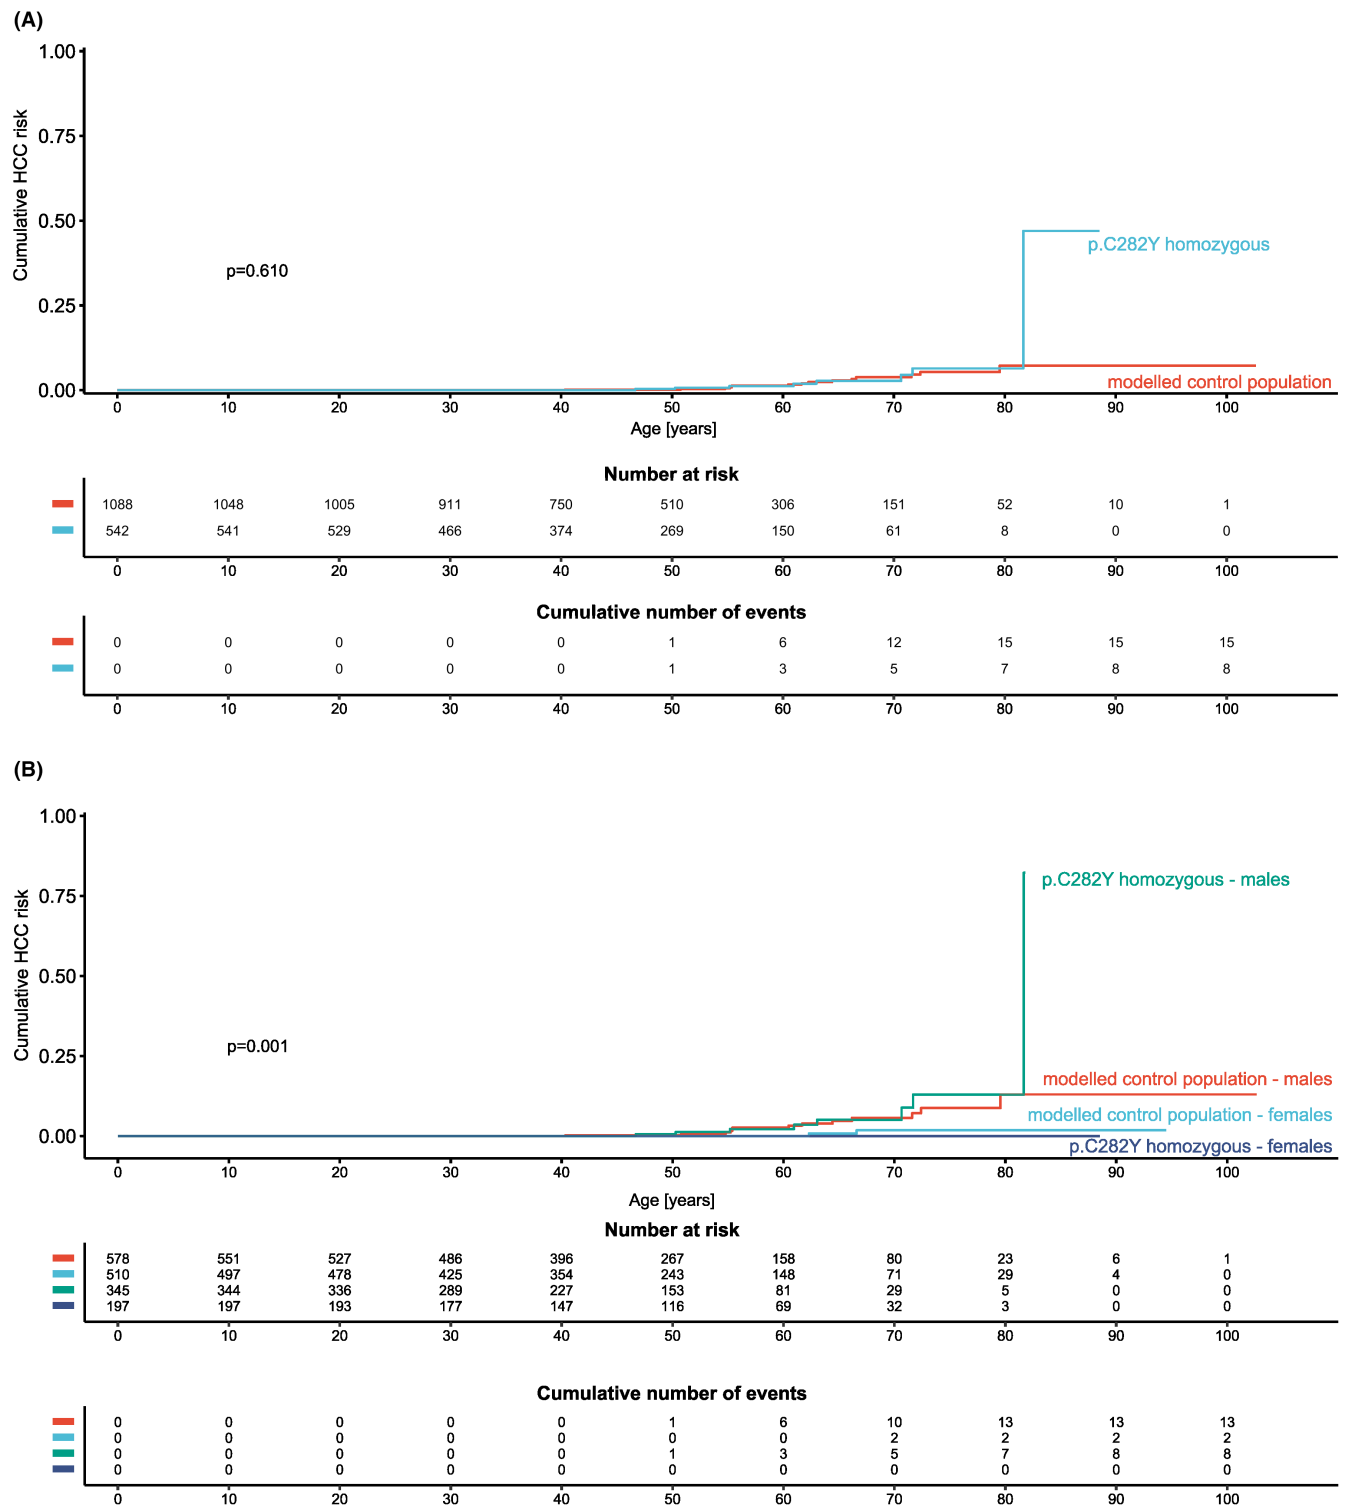 (A)
Cumulative HCC risk
1.00
0.75
0.50
0.25
0.00
p=0.610
p.C282Y homozygous
modelled control population
0 10 20 30 40 50 60 70 80 90 100
Age [years]
Number at risk
1088 1048 1005 911 750 510 306 151 52 10 1
542 541 529 466 374 269 150 61 8 0 0
0 10 20 30 40 50 60 70 80 90 100
Cumulative number of events
0 0 0 0 0 1 6 12 15 15 15
0 0 0 0 0 1 3 5 7 8 8
0 10 20 30 40 50 60 70 80 90 100
(B)
Cumulative HCC risk
1.00
0.75
0.50
0.25
0.00
p=0.001
p.C282Y homozygous - males
modelled control population - males
modelled control population - females
p.C282Y homozygous - females
0 10 20 30 40 50 60 70 80 90 100
Age [years]
Number at risk
578 551 527 486 396 267 158 80 23 6 1
510 497 478 425 354 243 148 71 29 4 0
345 344 336 289 227 153 81 29 5 0 0
197 197 193 177 147 116 69 32 3 0 0
0 10 20 30 40 50 60 70 80 90 100
Cumulative number of events
0 0 0 0 0 1 6 10 13 13 13
0 0 0 0 0 0 0 2 2 2 2
0 0 0 0 0 1 3 5 7 8 8
0 0 0 0 0 0 0 0 0 0 0
0 10 20 30 40 50 60 70 80 90 100